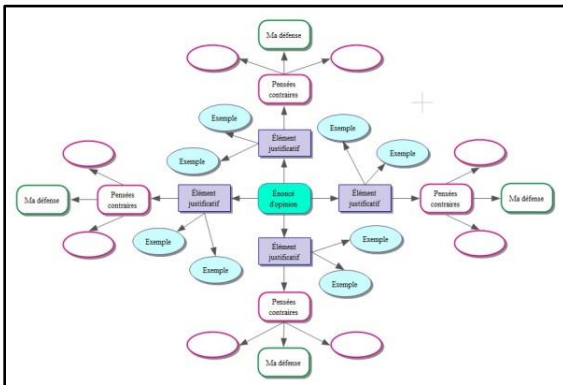 Ma défense
Pensées
contraires
Exemple
Exemple
Élément
justificatif
Exemple
Exemple
Ma défense
Pensées
contraires
Élément
justificatif
Énoncé
d'opinion
Élément
justificatif
Pensées
contraires
Ma défense
Exemple
Exemple
Élément
justificatif
Exemple
Exemple
Pensées
contraires
Ma défense